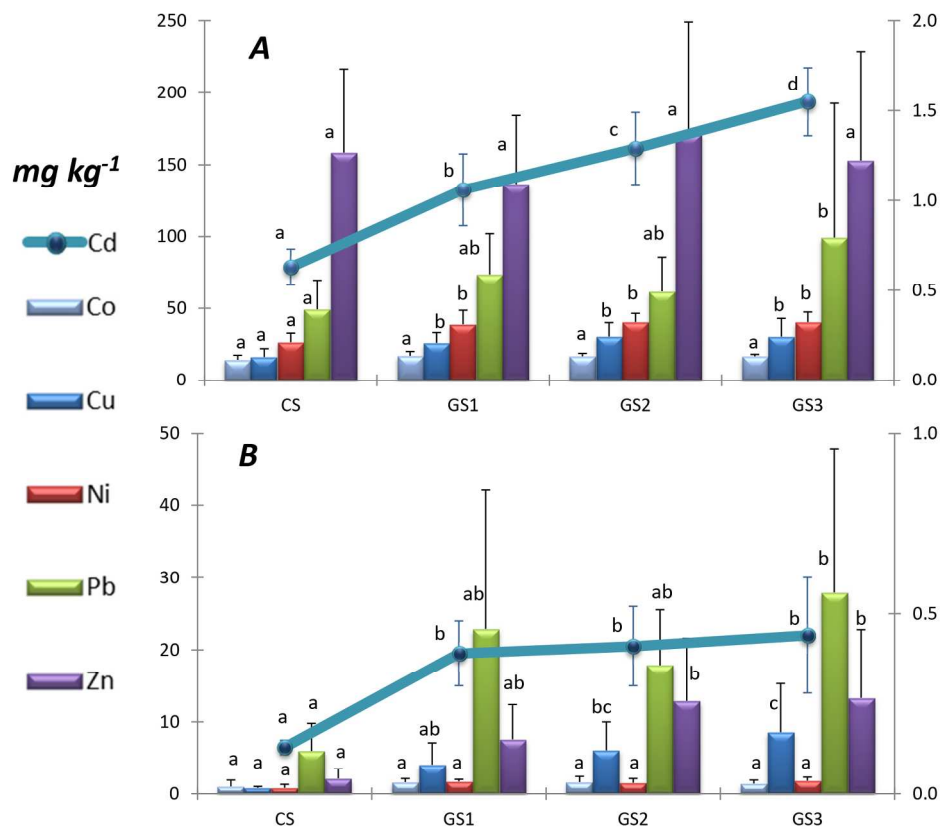 mg kg-1
Cd
Co
Cu
Ni
Pb
Zn
A
250
200
150
100
50
0
2.0
1.5
1.0
0.5
0.0
a a a a a a
a b b ab b a
a b b ab c a
a b b b d a
CS GS1 GS2 GS3
B
50
40
30
20
10
0
1.0
0.5
0.0
a a a a a a
a ab a b ab ab
a bc a b ab b
a c a b b b
CS GS1 GS2 GS3